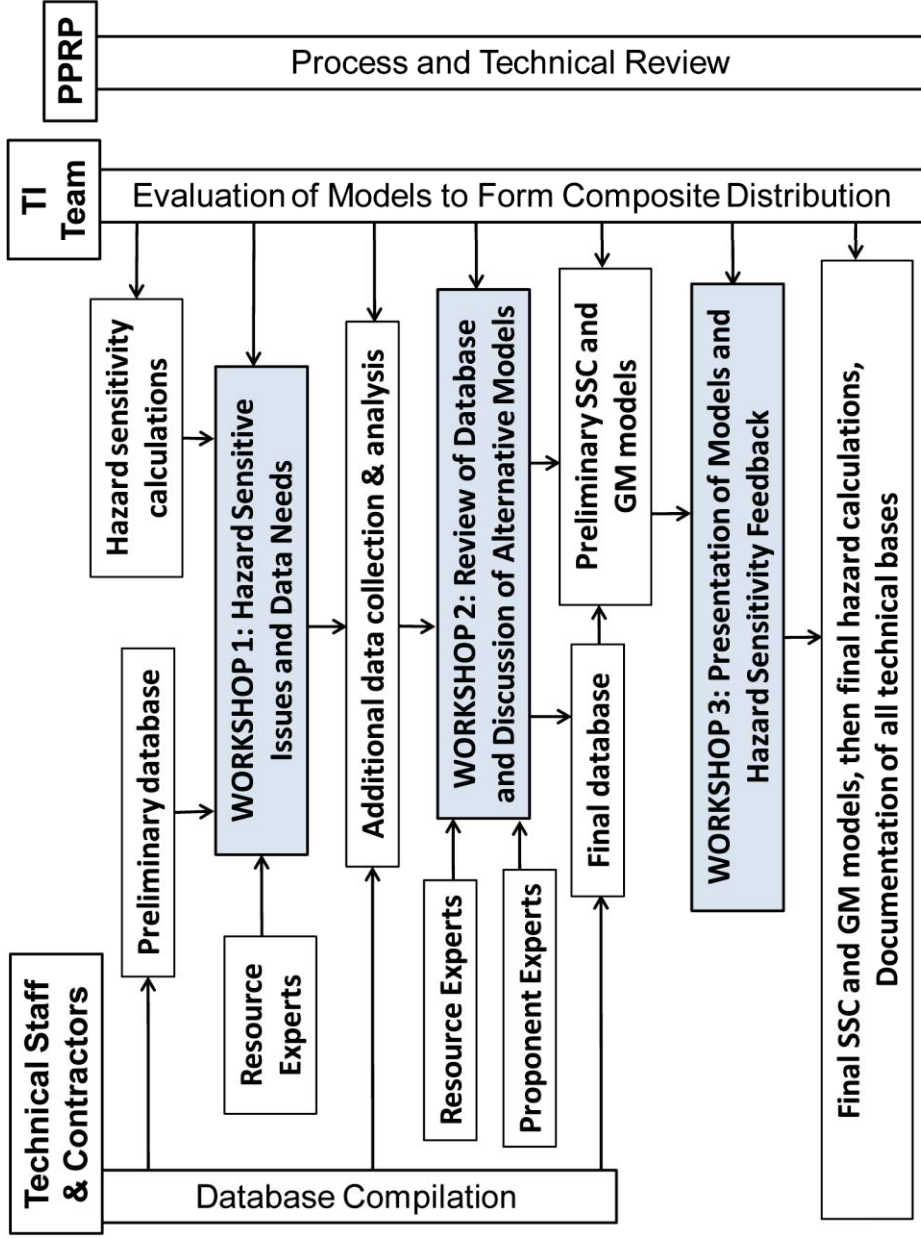 Technical Staff
& Contractors
TI
Team
PPRP
Database Compilation
Evaluation of Models to Form Composite Distribution
Process and Technical Review
Preliminary database
Hazard sensitivity
calculations
Resource
Experts
WORKSHOP 1: Hazard Sensitive
Issues and Data Needs
Additional data collection & analysis
Resource Experts
Proponent Experts
WORKSHOP 2: Review of Database
and Discussion of Alternative Models
Final database
Preliminary SSC and
GM models
WORKSHOP 3: Presentation of Models and
Hazard Sensitivity Feedback
Final SSC and GM models, then final hazard calculations,
Documentation of all technical bases